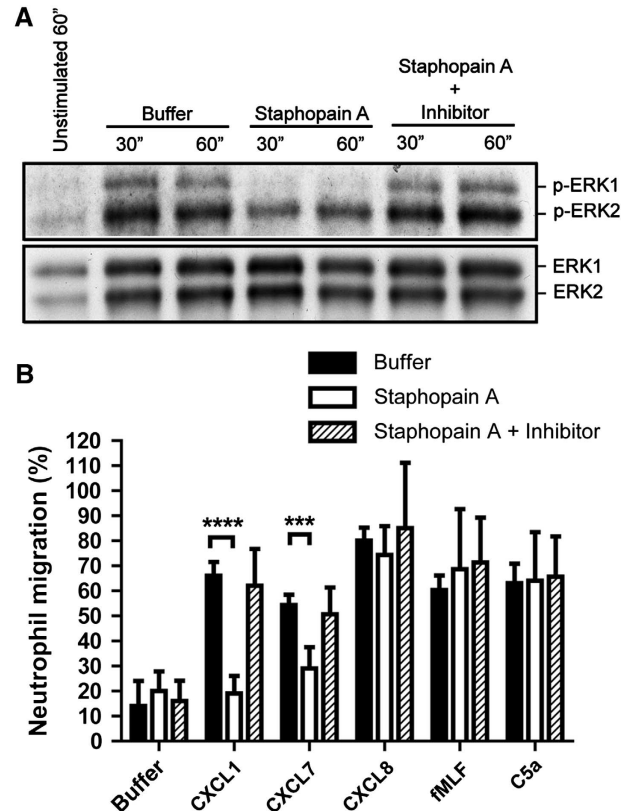 A
Unstimulated 60”
Buffer
Staphopain A
Staphopain A
+
Inhibitor
30” 60” 30” 60” 30” 60”
p-ERK1
p-ERK2
ERK1
ERK2
B
Buffer
Staphopain A
Staphopain A + Inhibitor
Neutrophil migration (%)
120
110
100
90
80
70
60
50
40
30
20
10
0
**** ***
Buffer CXCL1 CXCL7 CXCL8 fMLF C5a